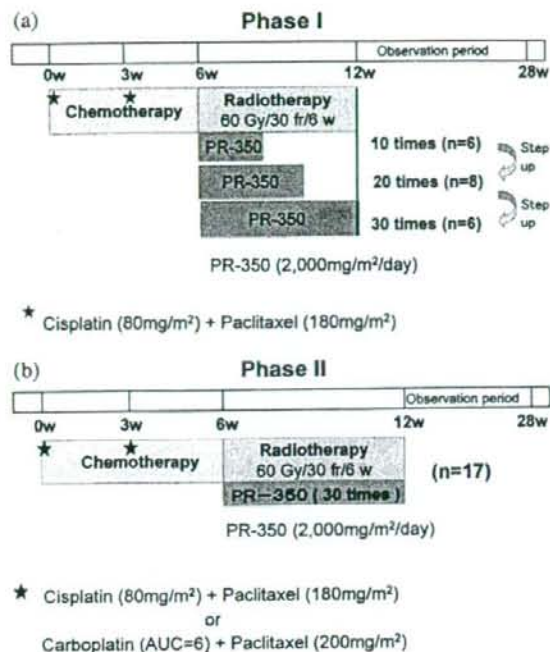 (a)
Phase I
Observation period
0w 3w 6w 12w 28w
Chemotherapy
Radiotherapy
60 Gy/30 fr/6 w
PR-350
10 times (n=6)
Step up
PR-350
20 times (n=8)
Step up
PR-350
30 times (n=6)
PR-350 (2,000mg/m²/day)
★ Cisplatin (80mg/m²) + Paclitaxel (180mg/m²)
(b)
Phase II
Observation period
0w 3w 6w 12w 28w
Chemotherapy
Radiotherapy
60 Gy/30 fr/6 w
(n=17)
PR-350 ( 30 times )
PR-350 (2,000mg/m²/day)
★ Cisplatin (80mg/m²) + Paclitaxel (180mg/m²)
or
Carboplatin (AUC=6) + Paclitaxel (200mg/m²)